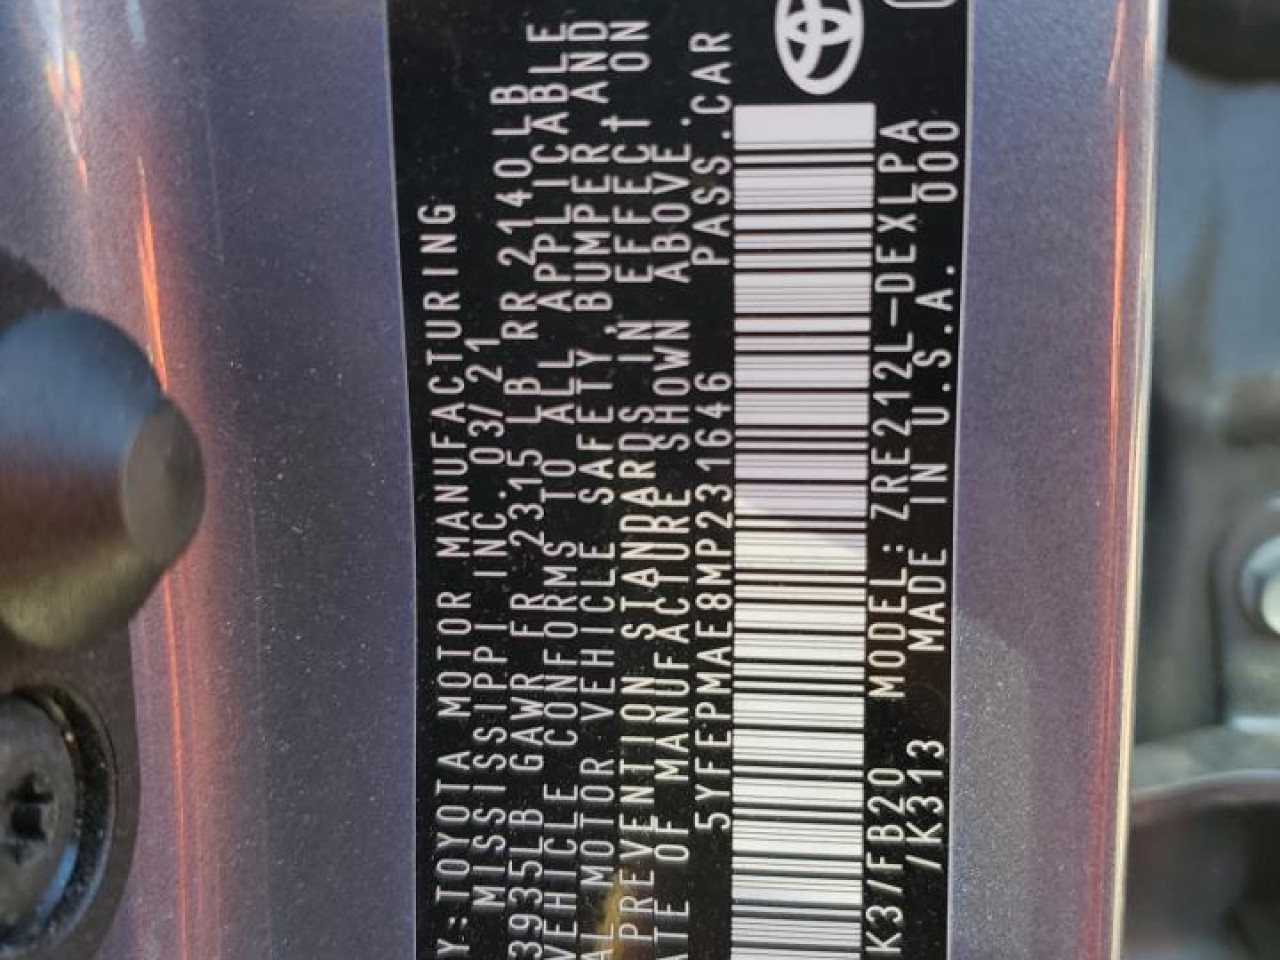 Y:TOYOTA MOTOR MANUFACTURING
MISSISSIPPI INC. 03/21
3935LB GAWR FR 2315 LB RR 2140LB
VEHICLE CONFORMS TO ALL APPLICABLE
AL MOTOR VEHICLE SAFETY, BUMPER AND
PREVENTION STANDARDS IN EFFECT ON
ATE OF MANUFACTURE SHOWN ABOVE.
5YFEPMAE8MP231646 PASS.CAR
K3/FB20 MODEL: ZRE212L-DEXLPA
/K313 MADE IN U.S.A. 000